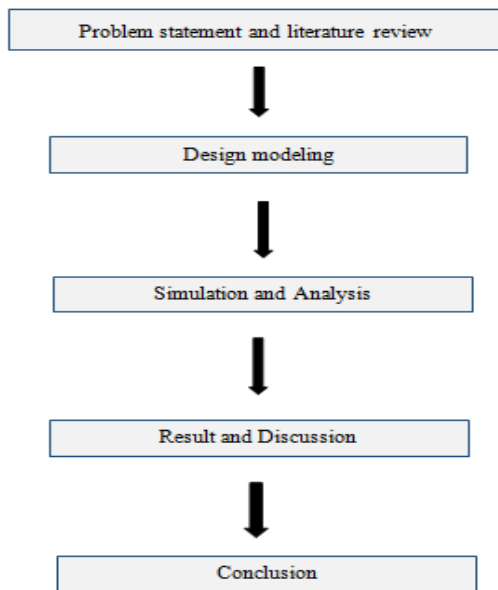 Problem statement and literature review
Design modeling
Simulation and Analysis
Result and Discussion
Conclusion